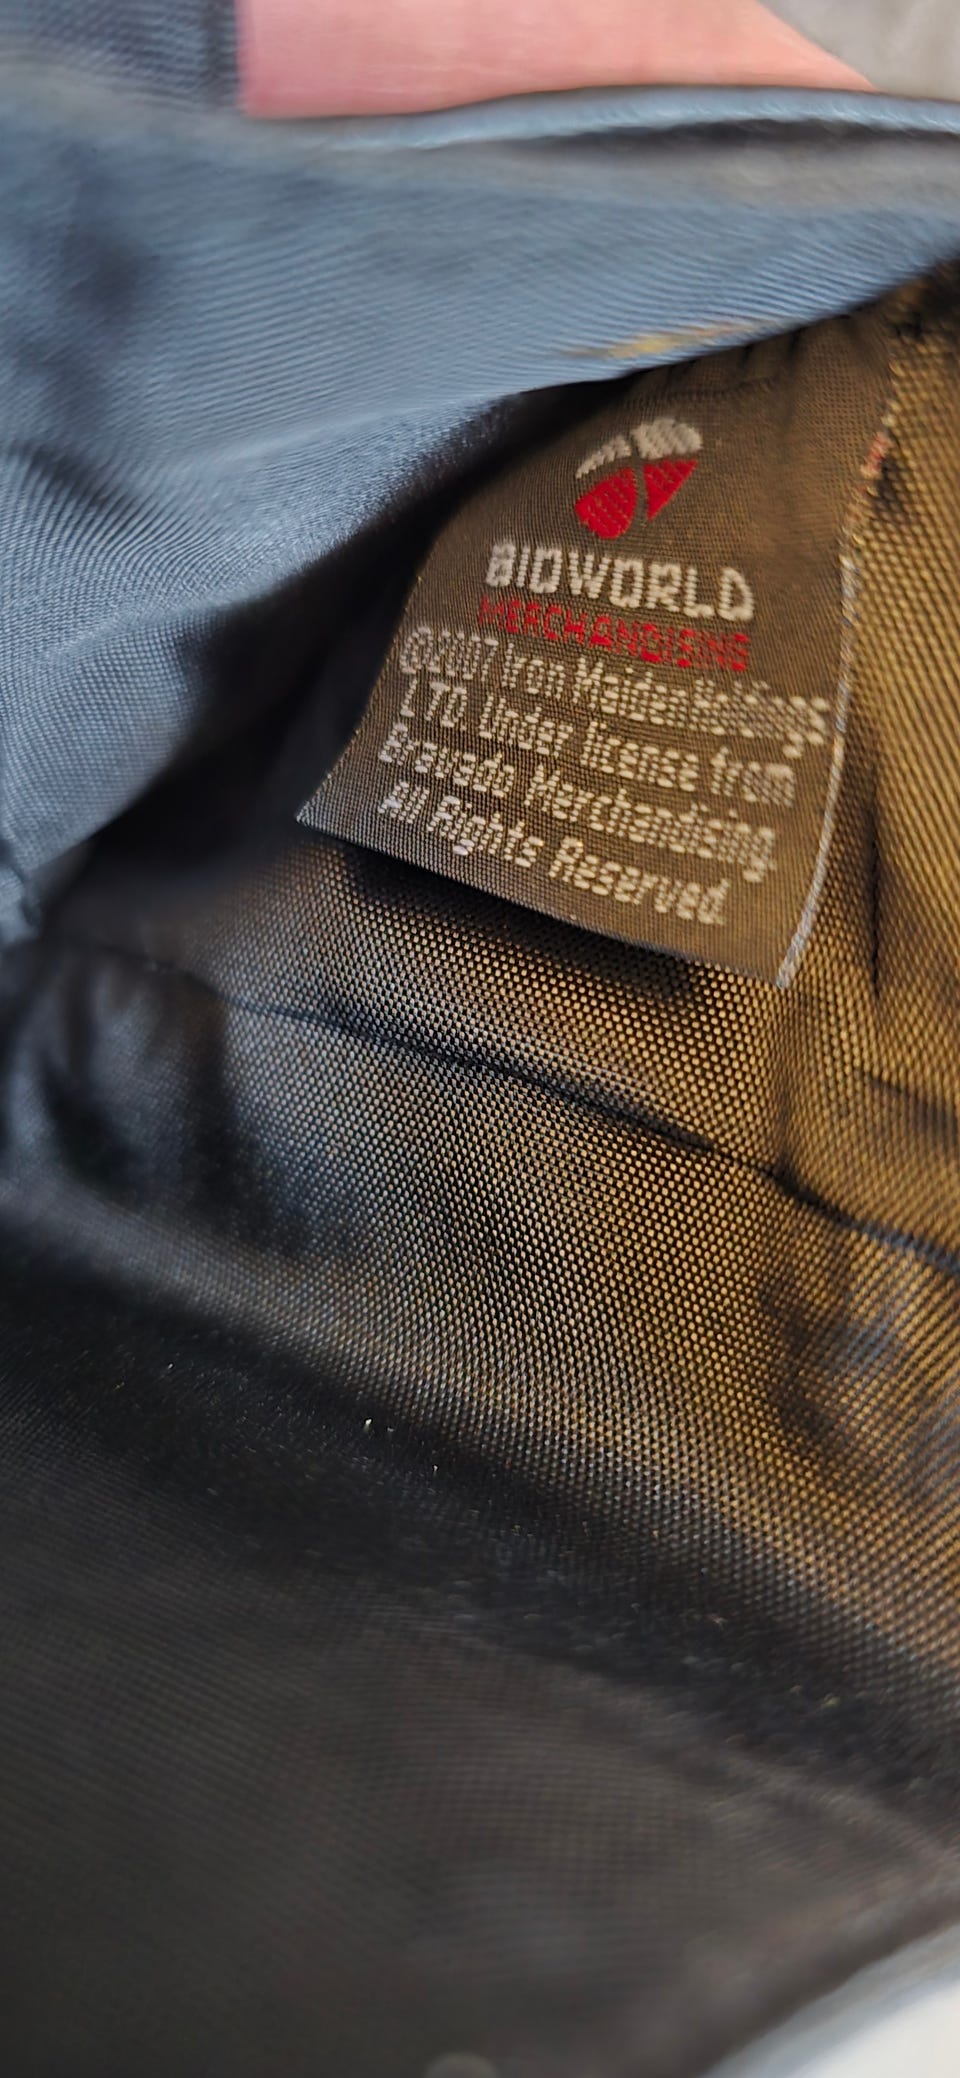 BIOWORLD
MERCHANDISING
©2007 Iron Maiden Holdings
LTD. Under license from
Bravado Merchandising.
All Rights Reserved.